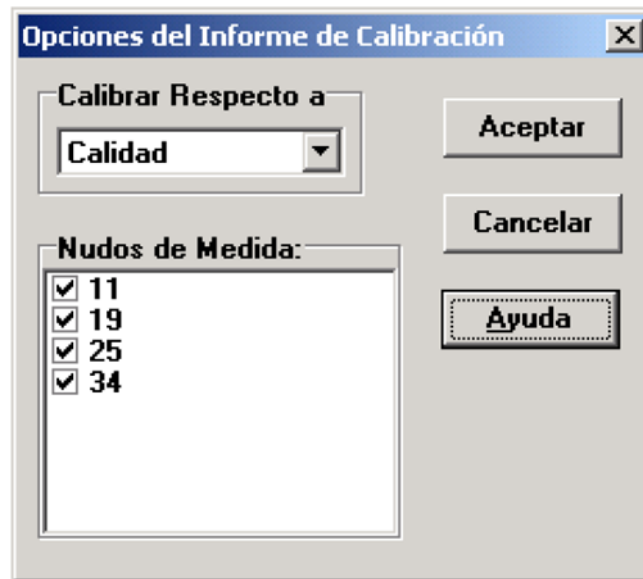 Opciones del Informe de Calibración
Calibrar Respecto a
Calidad
Aceptar
Cancelar
Nudos de Medida:
11
19
25
34
Ayuda